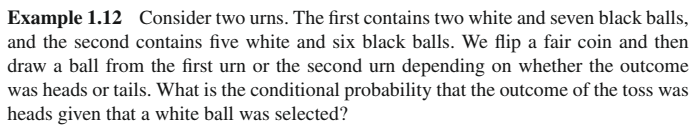 Example 1.12 Consider two urns. The first contains two white and seven black balls,
and the second contains five white and six black balls. We flip a fair coin and then
draw a ball from the first urn or the second urn depending on whether the outcome
was heads or tails. What is the conditional probability that the outcome of the toss was
heads given that a white ball was selected?